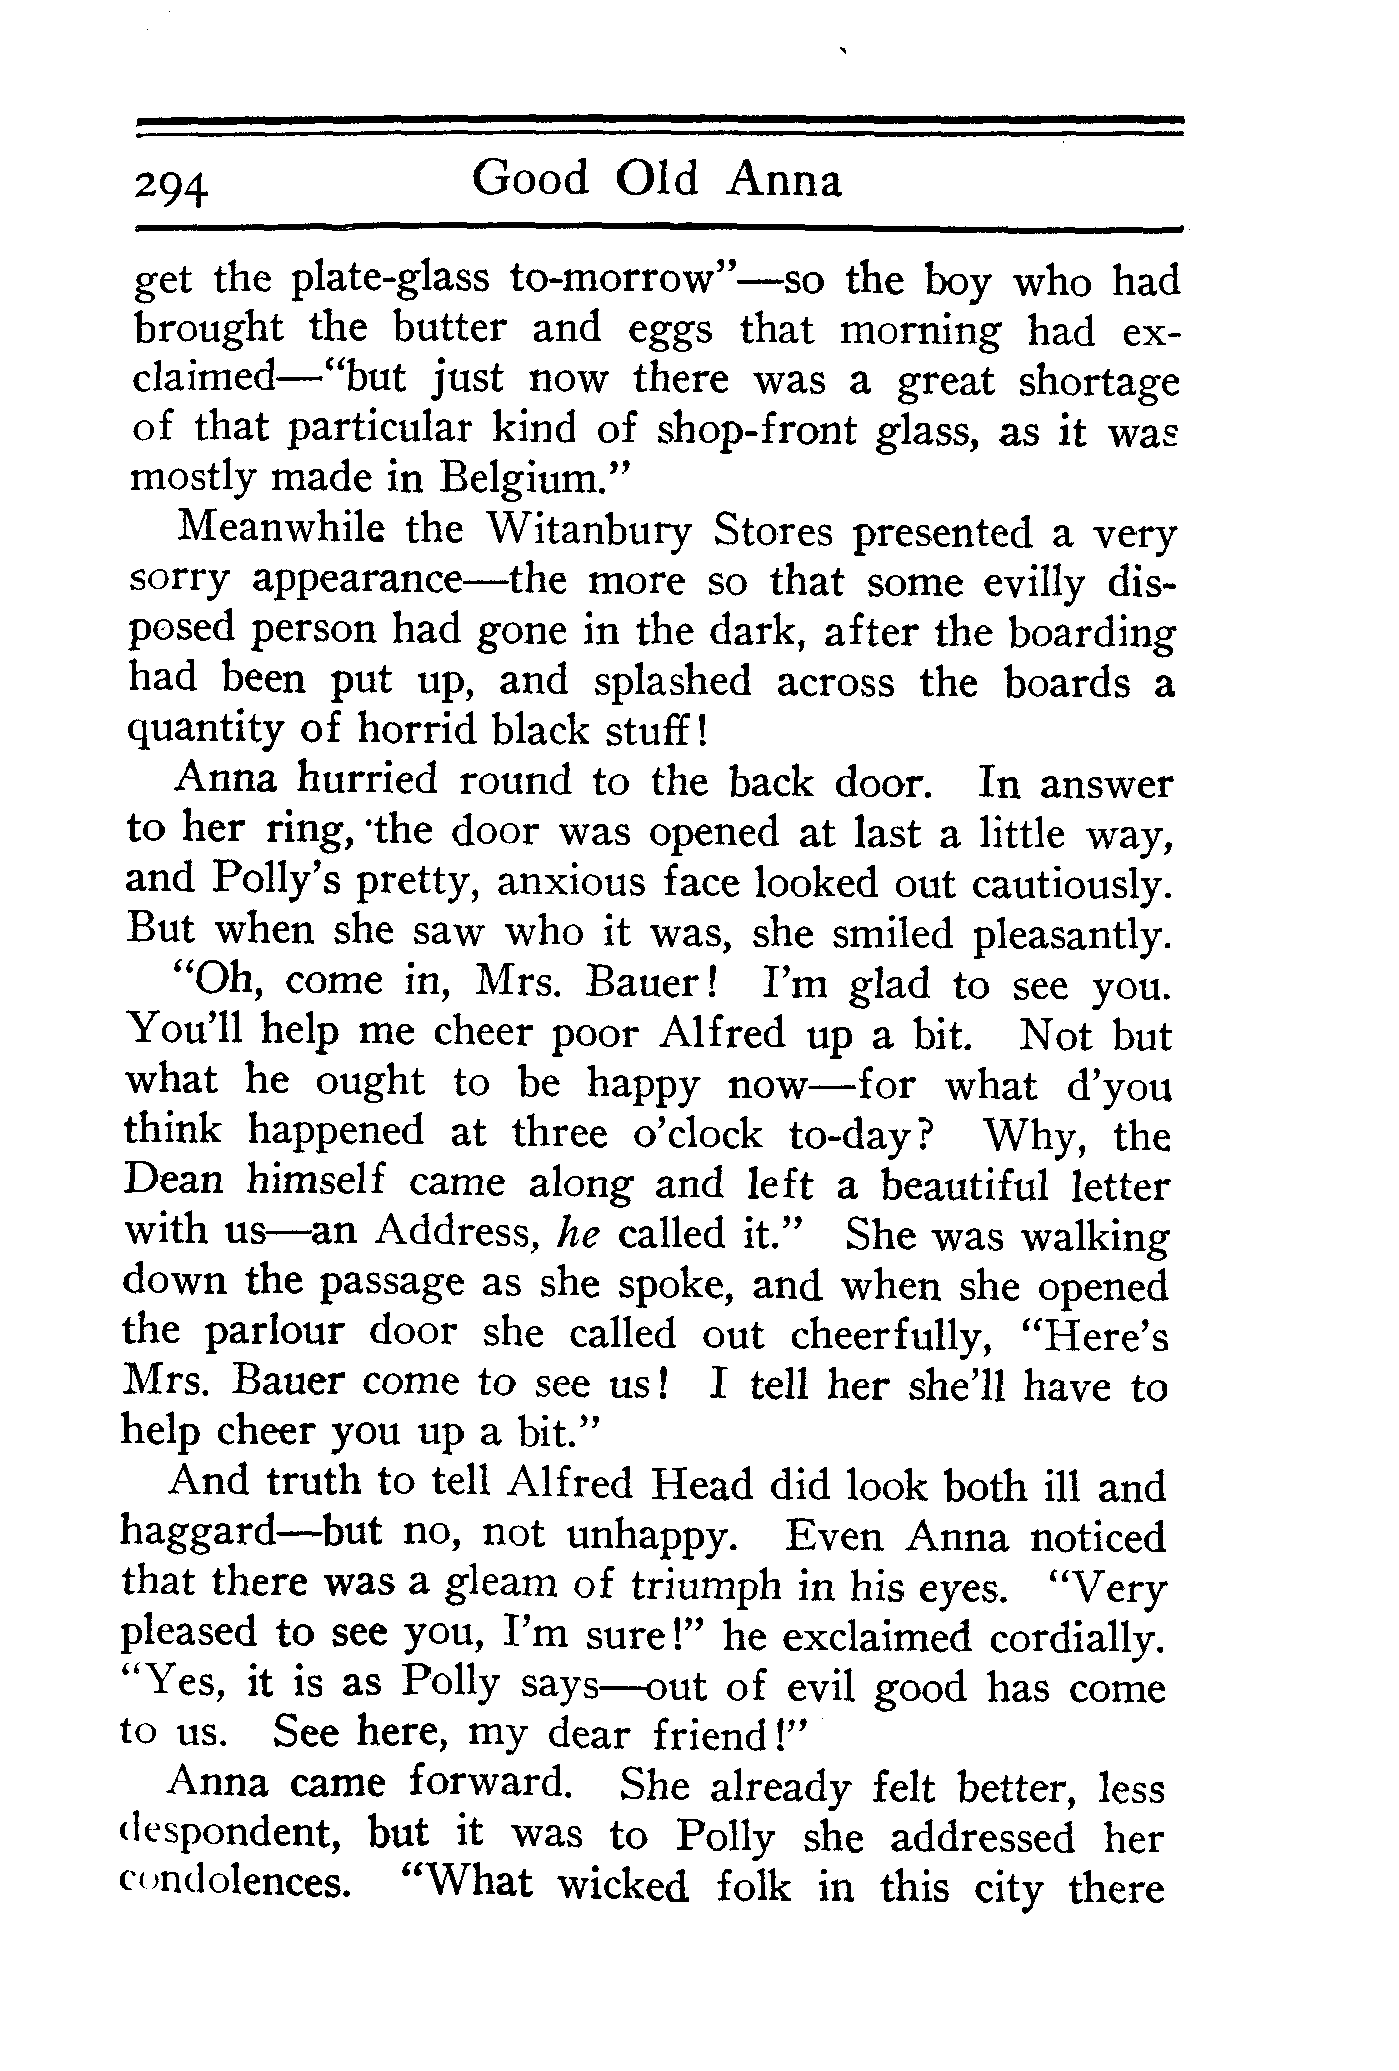 294 Good Old Anna
get the plate-glass to-morrow”—so the boy who had
brought the butter and eggs that morning had ex-
claimed—“but just now there was a great shortage
of that particular kind of shop-front glass, as it was
mostly made in Belgium.”
Meanwhile the Witanbury Stores presented a very
sorry appearance—the more so that some evilly dis-
posed person had gone in the dark, after the boarding
had been put up, and splashed across the boards a
quantity of horrid black stuff!
Anna hurried round to the back door. In answer
to her ring, the door was opened at last a little way,
and Polly’s pretty, anxious face looked out cautiously.
But when she saw who it was, she smiled pleasantly.
“Oh, come in, Mrs. Bauer! I’m glad to see you.
You’ll help me cheer poor Alfred up a bit. Not but
what he ought to be happy now—for what d’you
think happened at three o’clock to-day? Why, the
Dean himself came along and left a beautiful letter
with us—an Address, he called it.” She was walking
down the passage as she spoke, and when she opened
the parlour door she called out cheerfully, “Here’s
Mrs. Bauer come to see us! I tell her she’ll have to
help cheer you up a bit.”
And truth to tell Alfred Head did look both ill and
haggard—but no, not unhappy. Even Anna noticed
that there was a gleam of triumph in his eyes. “Very
pleased to see you, I’m sure!” he exclaimed cordially.
“Yes, it is as Polly says—out of evil good has come
to us. See here, my dear friend!”
Anna came forward. She already felt better, less
despondent, but it was to Polly she addressed her
condolences. “What wicked folk in this city there